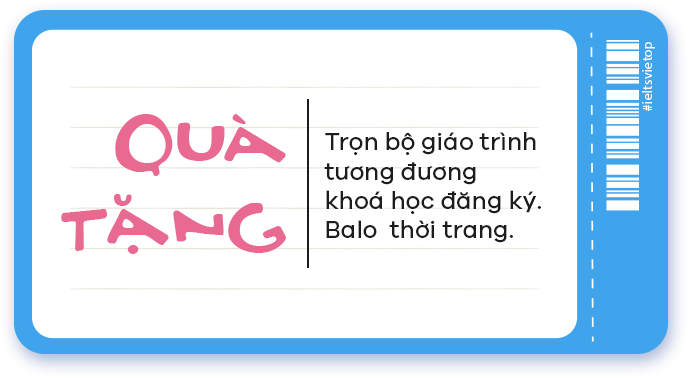 QUÀ
TẶNG
Trọn bộ giáo trình
tương đương
khoá học đăng ký.
Balo thời trang.
#ieltsvietop